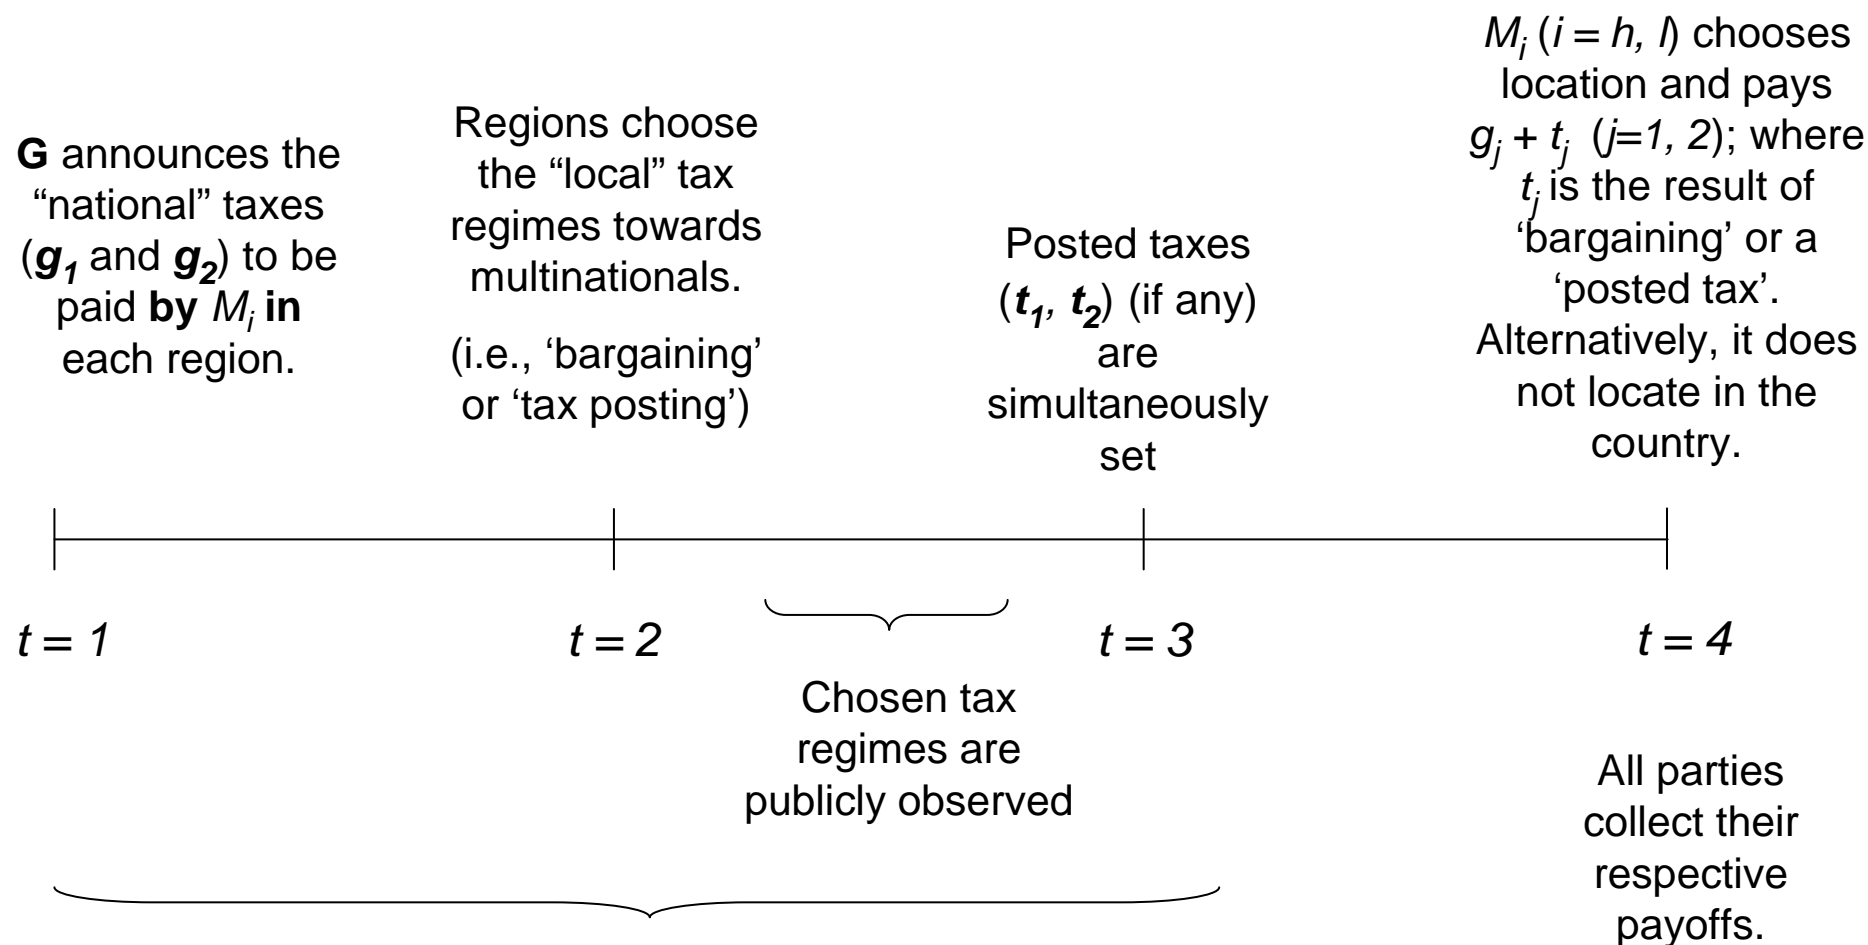 G announces the
“national” taxes
(g1 and g2) to be
paid by Mi in
each region.
Regions choose
the “local” tax
regimes towards
multinationals.
(i.e., ‘bargaining’
or ‘tax posting’)
Posted taxes
(t1, t2) (if any)
are
simultaneously
set
Mi (i = h, l) chooses
location and pays
gj + tj (j=1, 2); where
tj is the result of
‘bargaining’ or a
‘posted tax’.
Alternatively, it does
not locate in the
country.
t = 1
t = 2
t = 3
t = 4
Chosen tax
regimes are
publicly observed
All parties
collect their
respective
payoffs.